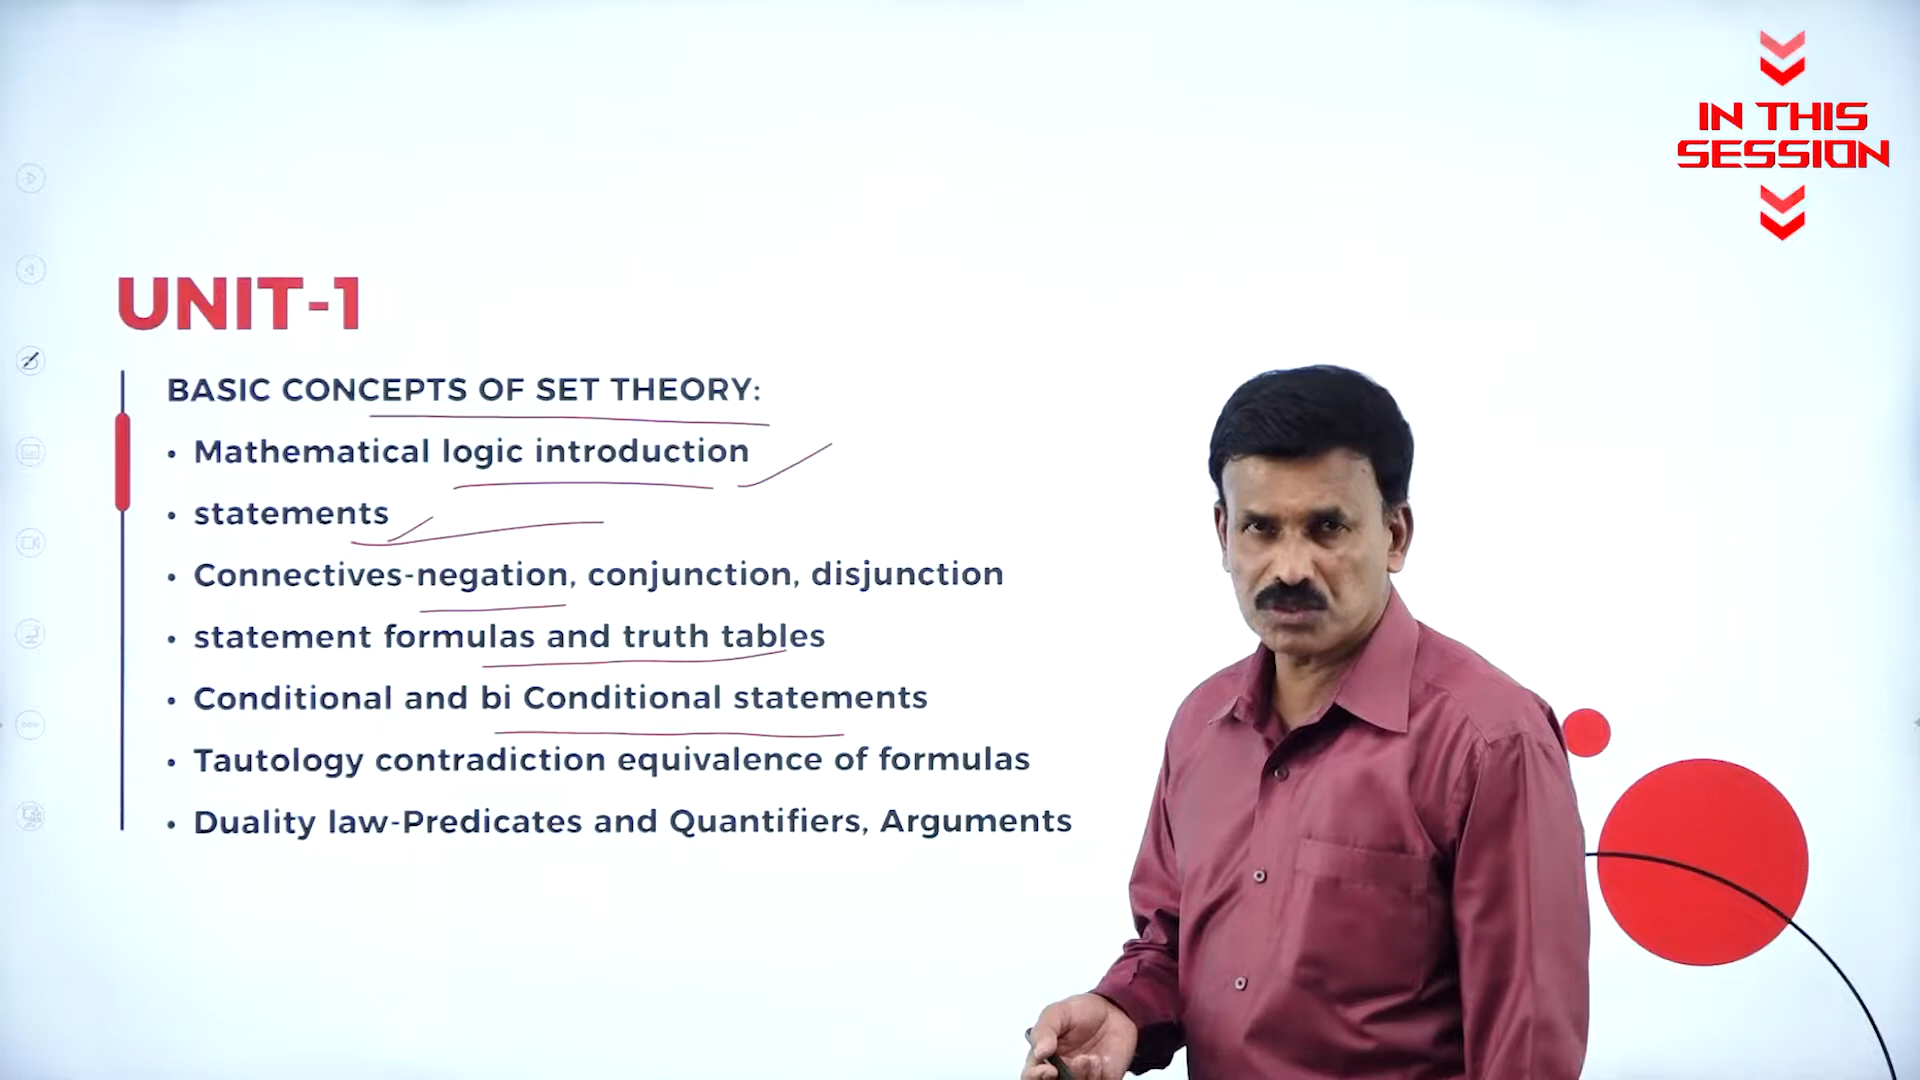 IN THIS
SESSION
UNIT-1
BASIC CONCEPTS OF SET THEORY:
• Mathematical logic introduction
• statements
• Connectives-negation, conjunction, disjunction
• statement formulas and truth tables
• Conditional and bi Conditional statements
• Tautology contradiction equivalence of formulas
• Duality law-Predicates and Quantifiers, Arguments